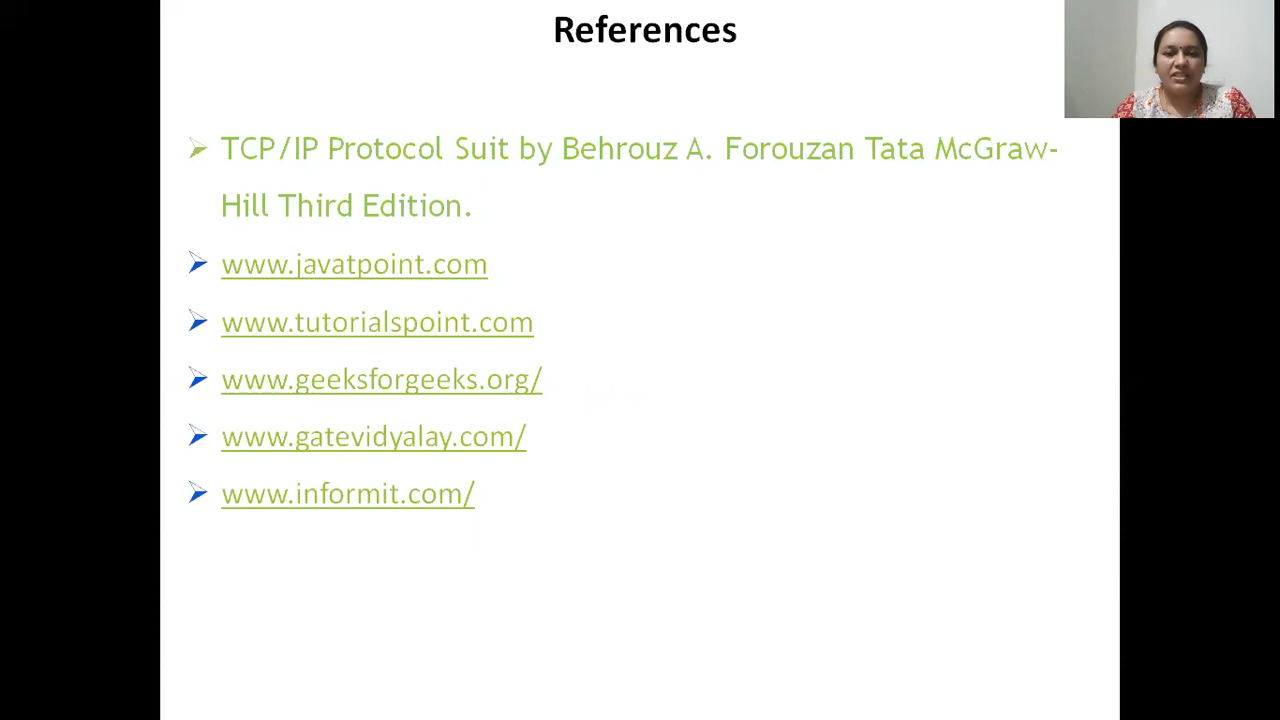 References
TCP/IP Protocol Suit by Behrouz A. Forouzan Tata McGraw-
Hill Third Edition.
www.javatpoint.com
www.tutorialspoint.com
www.geeksforgeeks.org/
www.gatevidyalay.com/
www.informit.com/